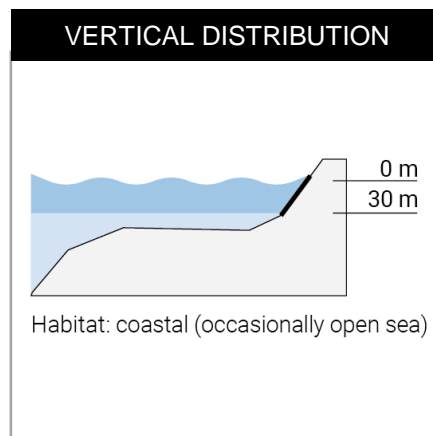 VERTICAL DISTRIBUTION
0 m
30 m
Habitat: coastal (occasionally open sea)